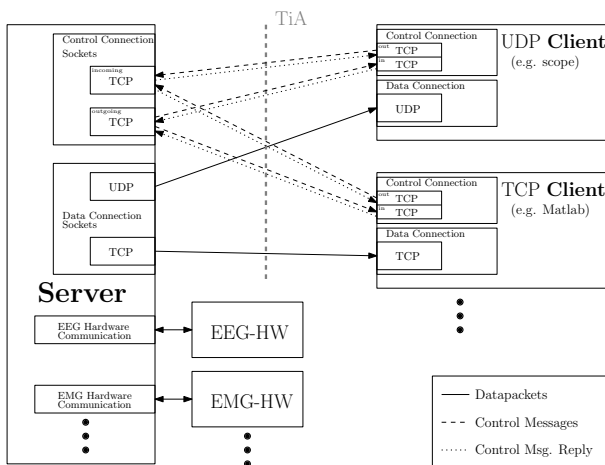 TiA
Control Connection
Sockets
incoming
TCP
outgoing
TCP
UDP
Data Connection
Sockets
TCP
Server
EEG Hardware
Communication
EEG-HW
EMG Hardware
Communication
EMG-HW
Control Connection
out
TCP
in
TCP
Data Connection
UDP
UDP Client
(e.g. scope)
Control Connection
out
TCP
in
TCP
Data Connection
TCP
TCP Client
(e.g. Matlab)
Datapackets
Control Messages
Control Msg. Reply